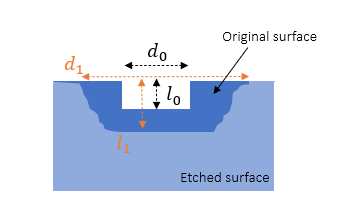 Original surface
d₀
d₁
l₀
l₁
Etched surface